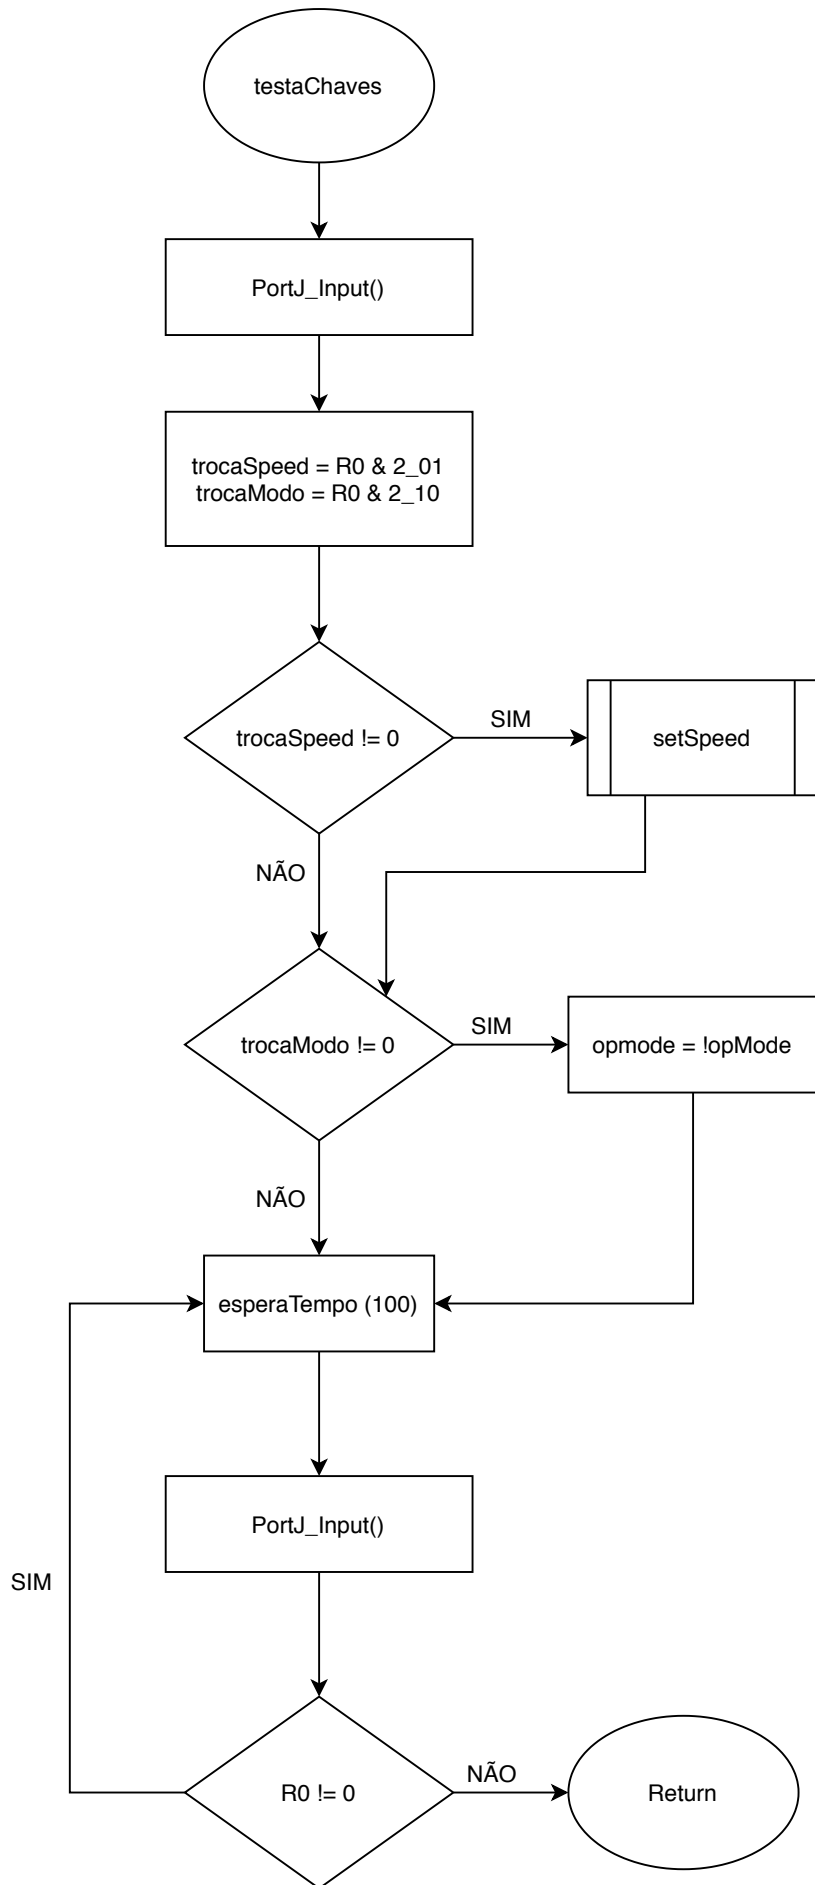 testaChaves
PortJ_Input()
trocaSpeed = R0 & 2_01
trocaModo = R0 & 2_10
trocaSpeed != 0
SIM
setSpeed
NÃO
trocaModo != 0
SIM
opmode = !opMode
NÃO
esperaTempo (100)
PortJ_Input()
SIM
R0 != 0
NÃO
Return